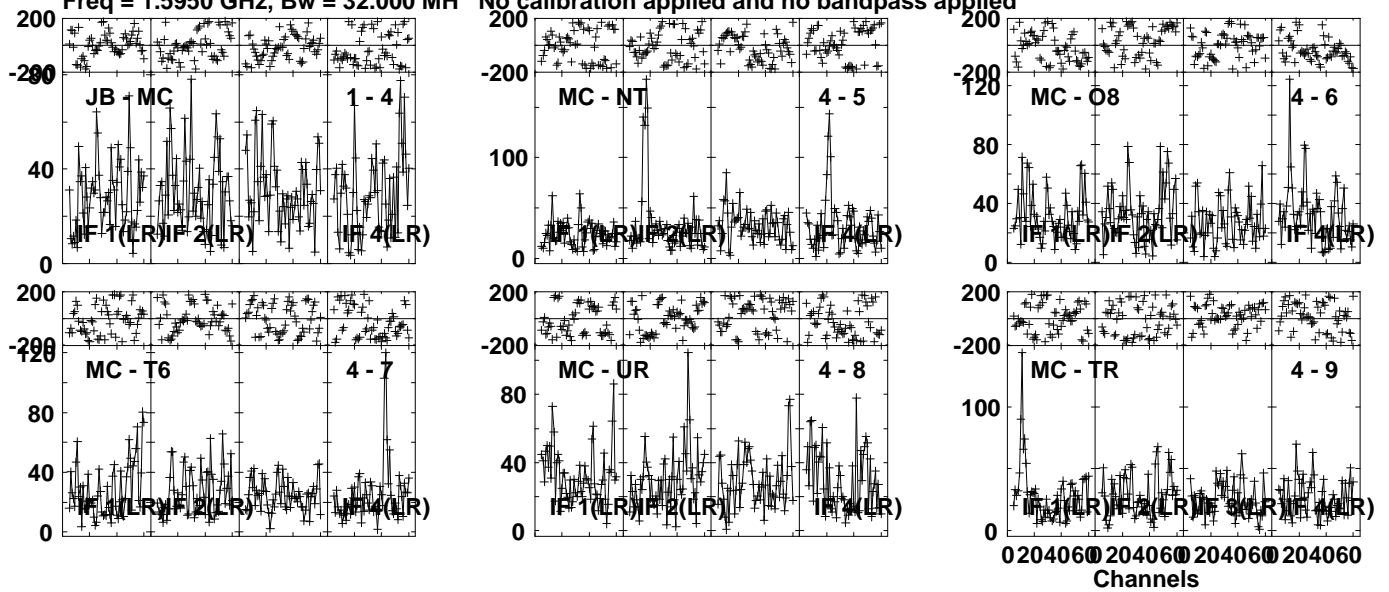 Freq = 1.5950 GHz, Bw = 32.000 MH No calibration applied and no bandpass applied
200
-200
80
40
0
JB - MC 1 - 4
IF 1(LR) IF 2(LR) IF 4(LR)
200
-200
100
0
MC - NT 4 - 5
IF 1(LR) IF 2(LR) IF 4(LR)
200
-200
120
80
40
0
MC - O8 4 - 6
IF 1(LR) IF 2(LR) IF 4(LR)
200
-200
120
80
40
0
MC - T6 4 - 7
IF 1(LR) IF 2(LR) IF 4(LR)
200
-200
80
40
0
MC - UR 4 - 8
IF 1(LR) IF 2(LR) IF 4(LR)
200
-200
100
0
MC - TR 4 - 9
IF 1(LR) IF 2(LR) IF 3(LR) IF 4(LR)
0 20 40 60 0 20 40 60 0 20 40 60 0 20 40 60
Channels